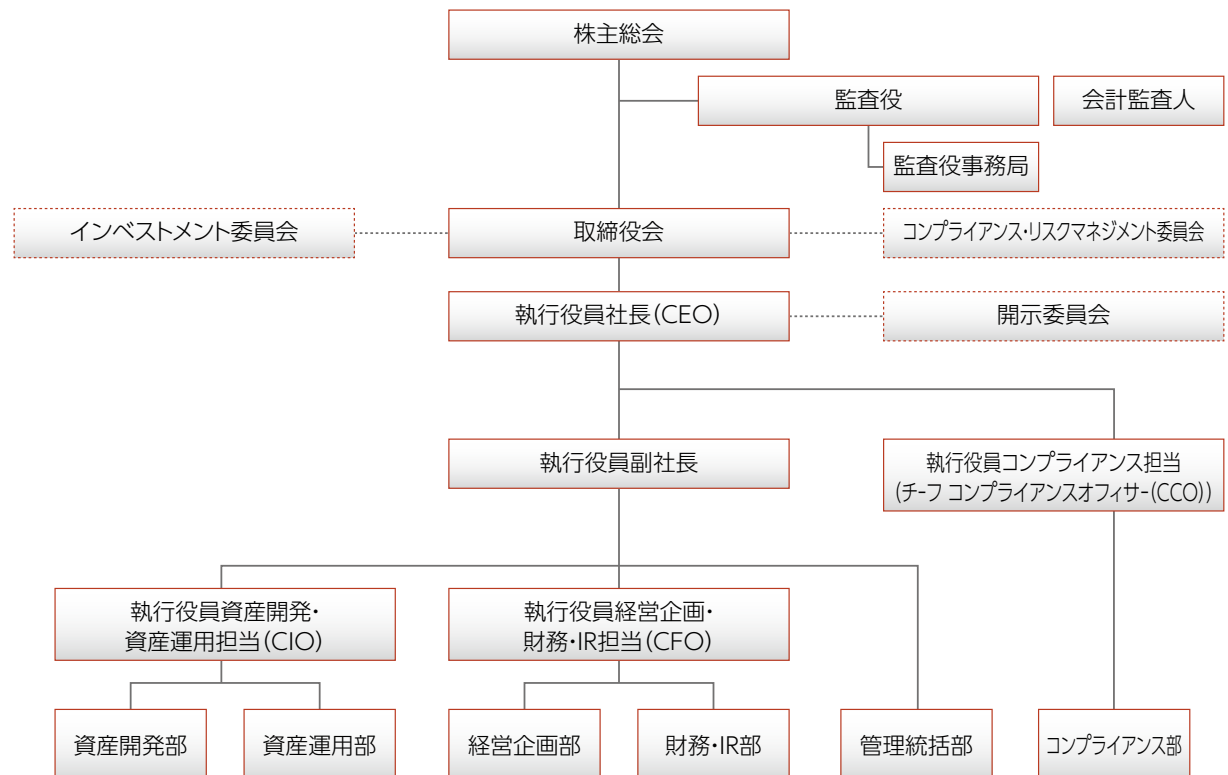 株主総会
監査役
会計監査人
監査役事務局
インベストメント委員会
取締役会
コンプライアンス・リスクマネジメント委員会
執行役員社長(CEO)
開示委員会
執行役員副社長
執行役員コンプライアンス担当
(チーフ コンプライアンスオフィサー(CCO))
執行役員資産開発・
資産運用担当(CIO)
執行役員経営企画・
財務・IR担当(CFO)
資産開発部
資産運用部
経営企画部
財務・IR部
管理統括部
コンプライアンス部